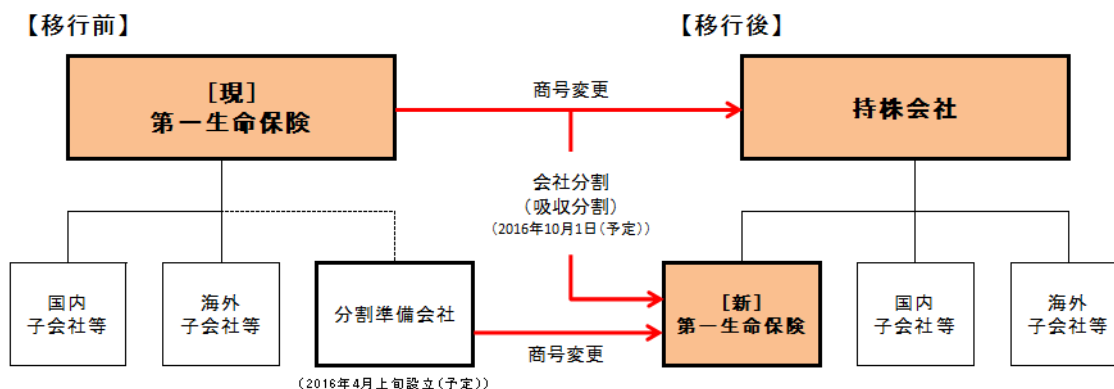 【移行前】
【移行後】
[現]
第一生命保険
商号変更
持株会社
会社分割
(吸収分割)
(2016年10月1日(予定))
国内
子会社等
海外
子会社等
分割準備会社
[新]
第一生命保険
国内
子会社等
海外
子会社等
商号変更
(2016年4月上旬設立(予定))